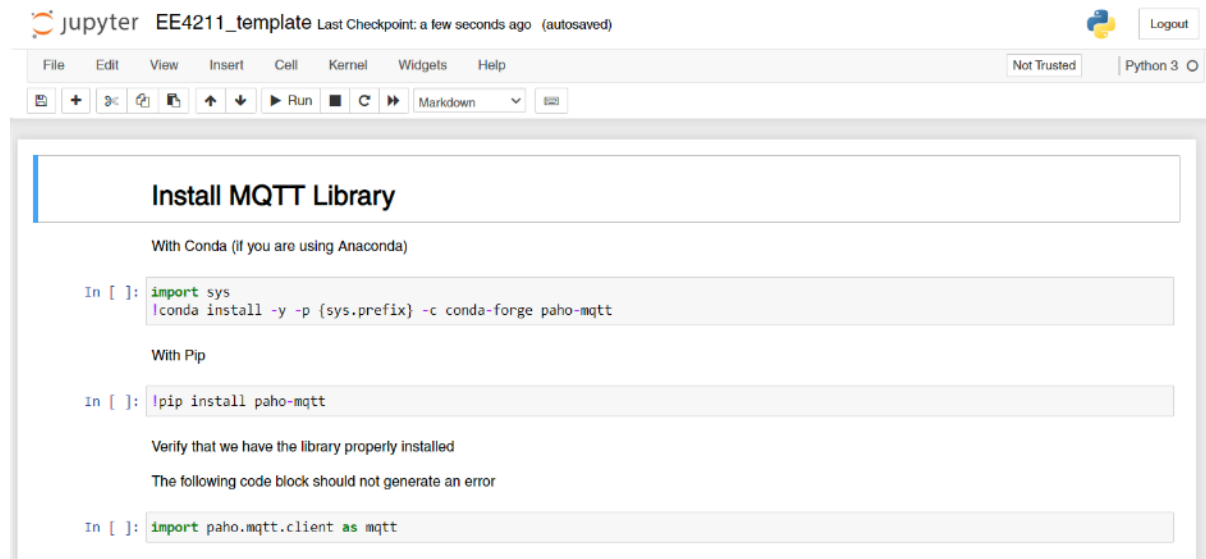 jupyter EE4211_template Last Checkpoint: a few seconds ago (autosaved)
Logout
File Edit View Insert Cell Kernel Widgets Help
Not Trusted
Python 3
Run
Markdown
Install MQTT Library
With Conda (if you are using Anaconda)
In [ ]: import sys
!conda install -y -p {sys.prefix} -c conda-forge paho-mqtt
With Pip
In [ ]: !pip install paho-mqtt
Verify that we have the library properly installed
The following code block should not generate an error
In [ ]: import paho.mqtt.client as mqtt